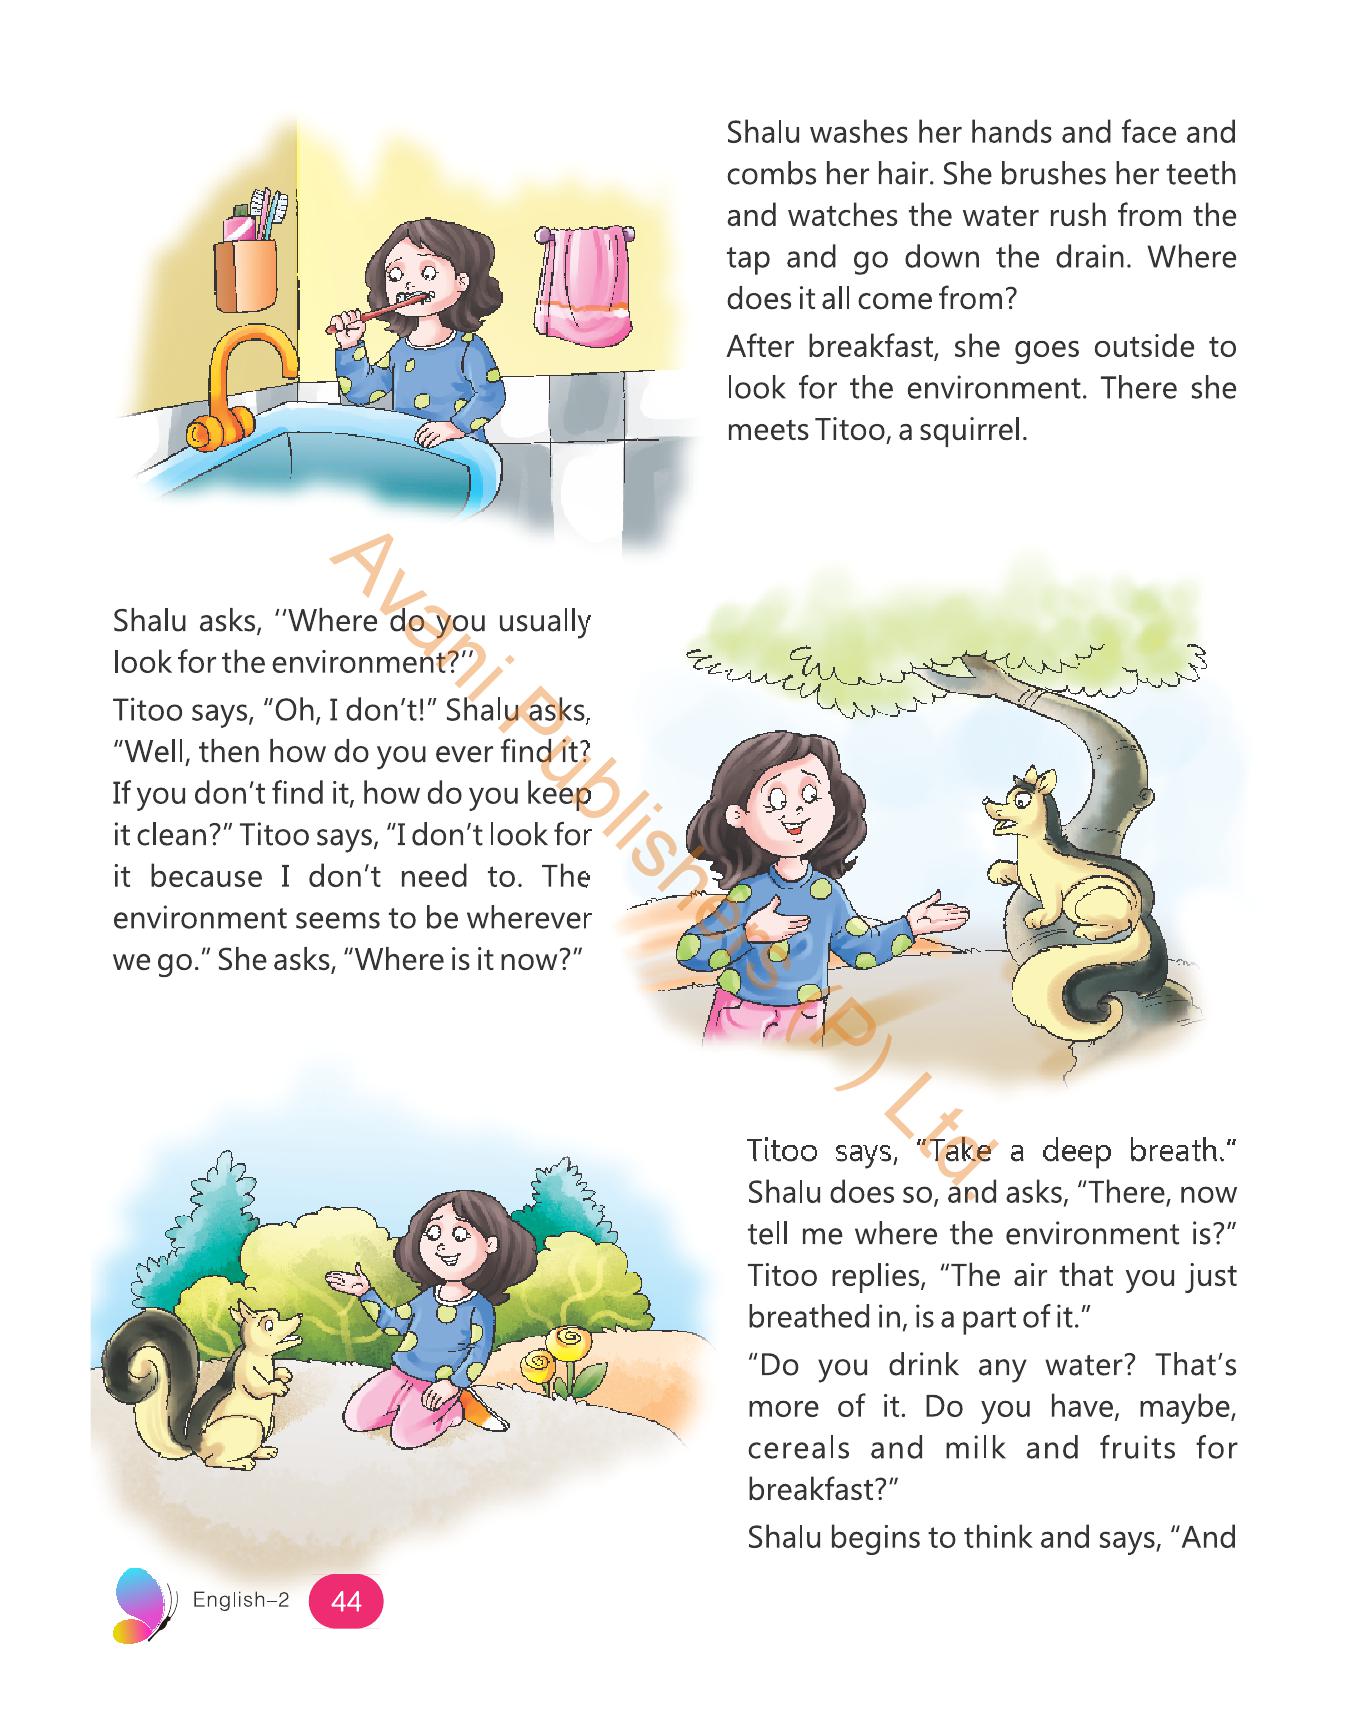 Shalu washes her hands and face and
combs her hair. She brushes her teeth
and watches the water rush from the
tap and go down the drain. Where
does it all come from?
After breakfast, she goes outside to
look for the environment. There she
meets Titoo, a squirrel.
Shalu asks, ''Where do you usually
look for the environment?''
Titoo says, “Oh, I don’t!” Shalu asks,
“Well, then how do you ever find it?
If you don’t find it, how do you keep
it clean?” Titoo says, “I don’t look for
it because I don’t need to. The
environment seems to be wherever
we go.” She asks, “Where is it now?”
Titoo says, “Take a deep breath.“
Shalu does so, and asks, “There, now
tell me where the environment is?”
Titoo replies, “The air that you just
breathed in, is a part of it.”
“Do you drink any water? That’s
more of it. Do you have, maybe,
cereals and milk and fruits for
breakfast?”
Shalu begins to think and says, “And
English–2
44
Avani Publishers (P) Ltd.